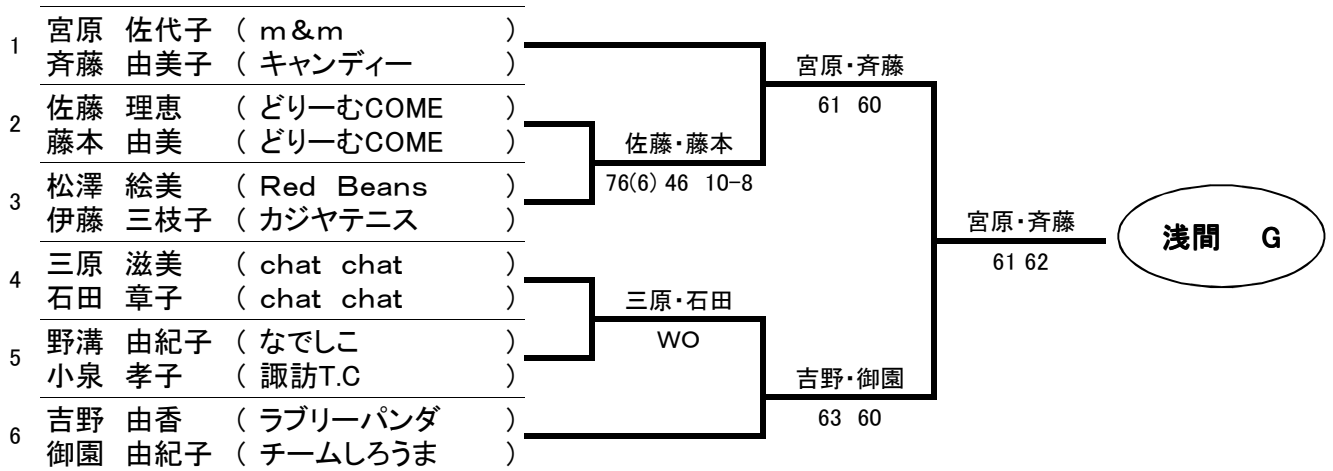 1 宮原 佐代子 ( m&m )
斉藤 由美子 ( キャンディー )
2 佐藤 理恵 ( どりーむCOME )
藤本 由美 ( どりーむCOME )
3 松澤 絵美 ( Red Beans )
伊藤 三枝子 ( カジヤテニス )
4 三原 滋美 ( chat chat )
石田 章子 ( chat chat )
5 野溝 由紀子 ( なでしこ )
小泉 孝子 ( 諏訪T.C )
6 吉野 由香 ( ラブリーパンダ )
御園 由紀子 ( チームしろうま )
佐藤・藤本
76(6) 46 10-8
三原・石田
WO
宮原・斉藤
61 60
吉野・御園
63 60
宮原・斉藤
61 62
浅間 G